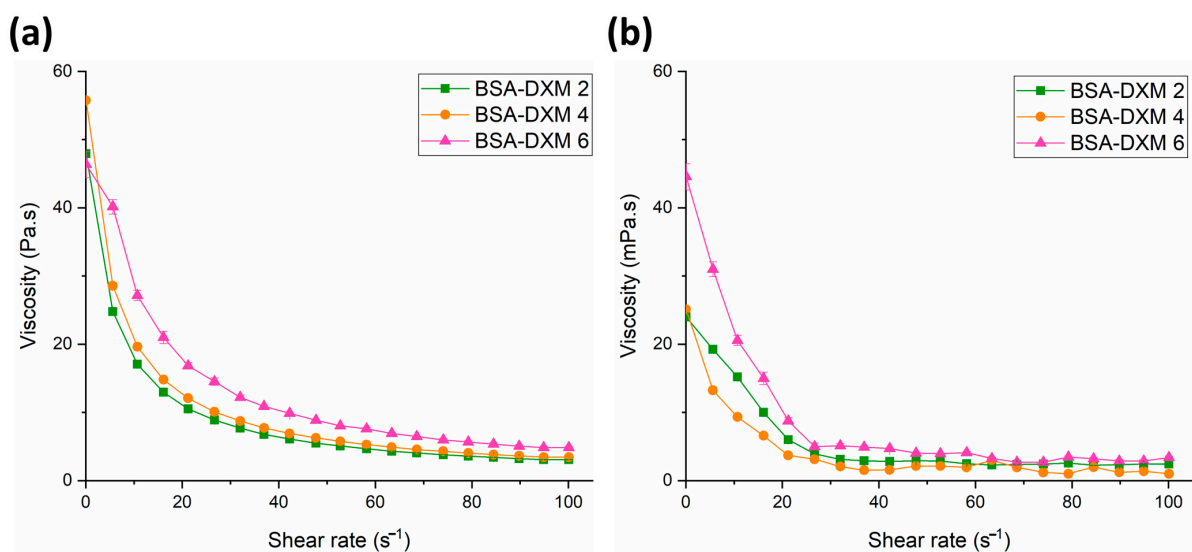 (a)
60
40
20
0
Viscosity (Pa.s)
BSA-DXM 2
BSA-DXM 4
BSA-DXM 6
0 20 40 60 80 100
Shear rate (s⁻¹)
(b)
60
40
20
0
Viscosity (mPa.s)
BSA-DXM 2
BSA-DXM 4
BSA-DXM 6
0 20 40 60 80 100
Shear rate (s⁻¹)